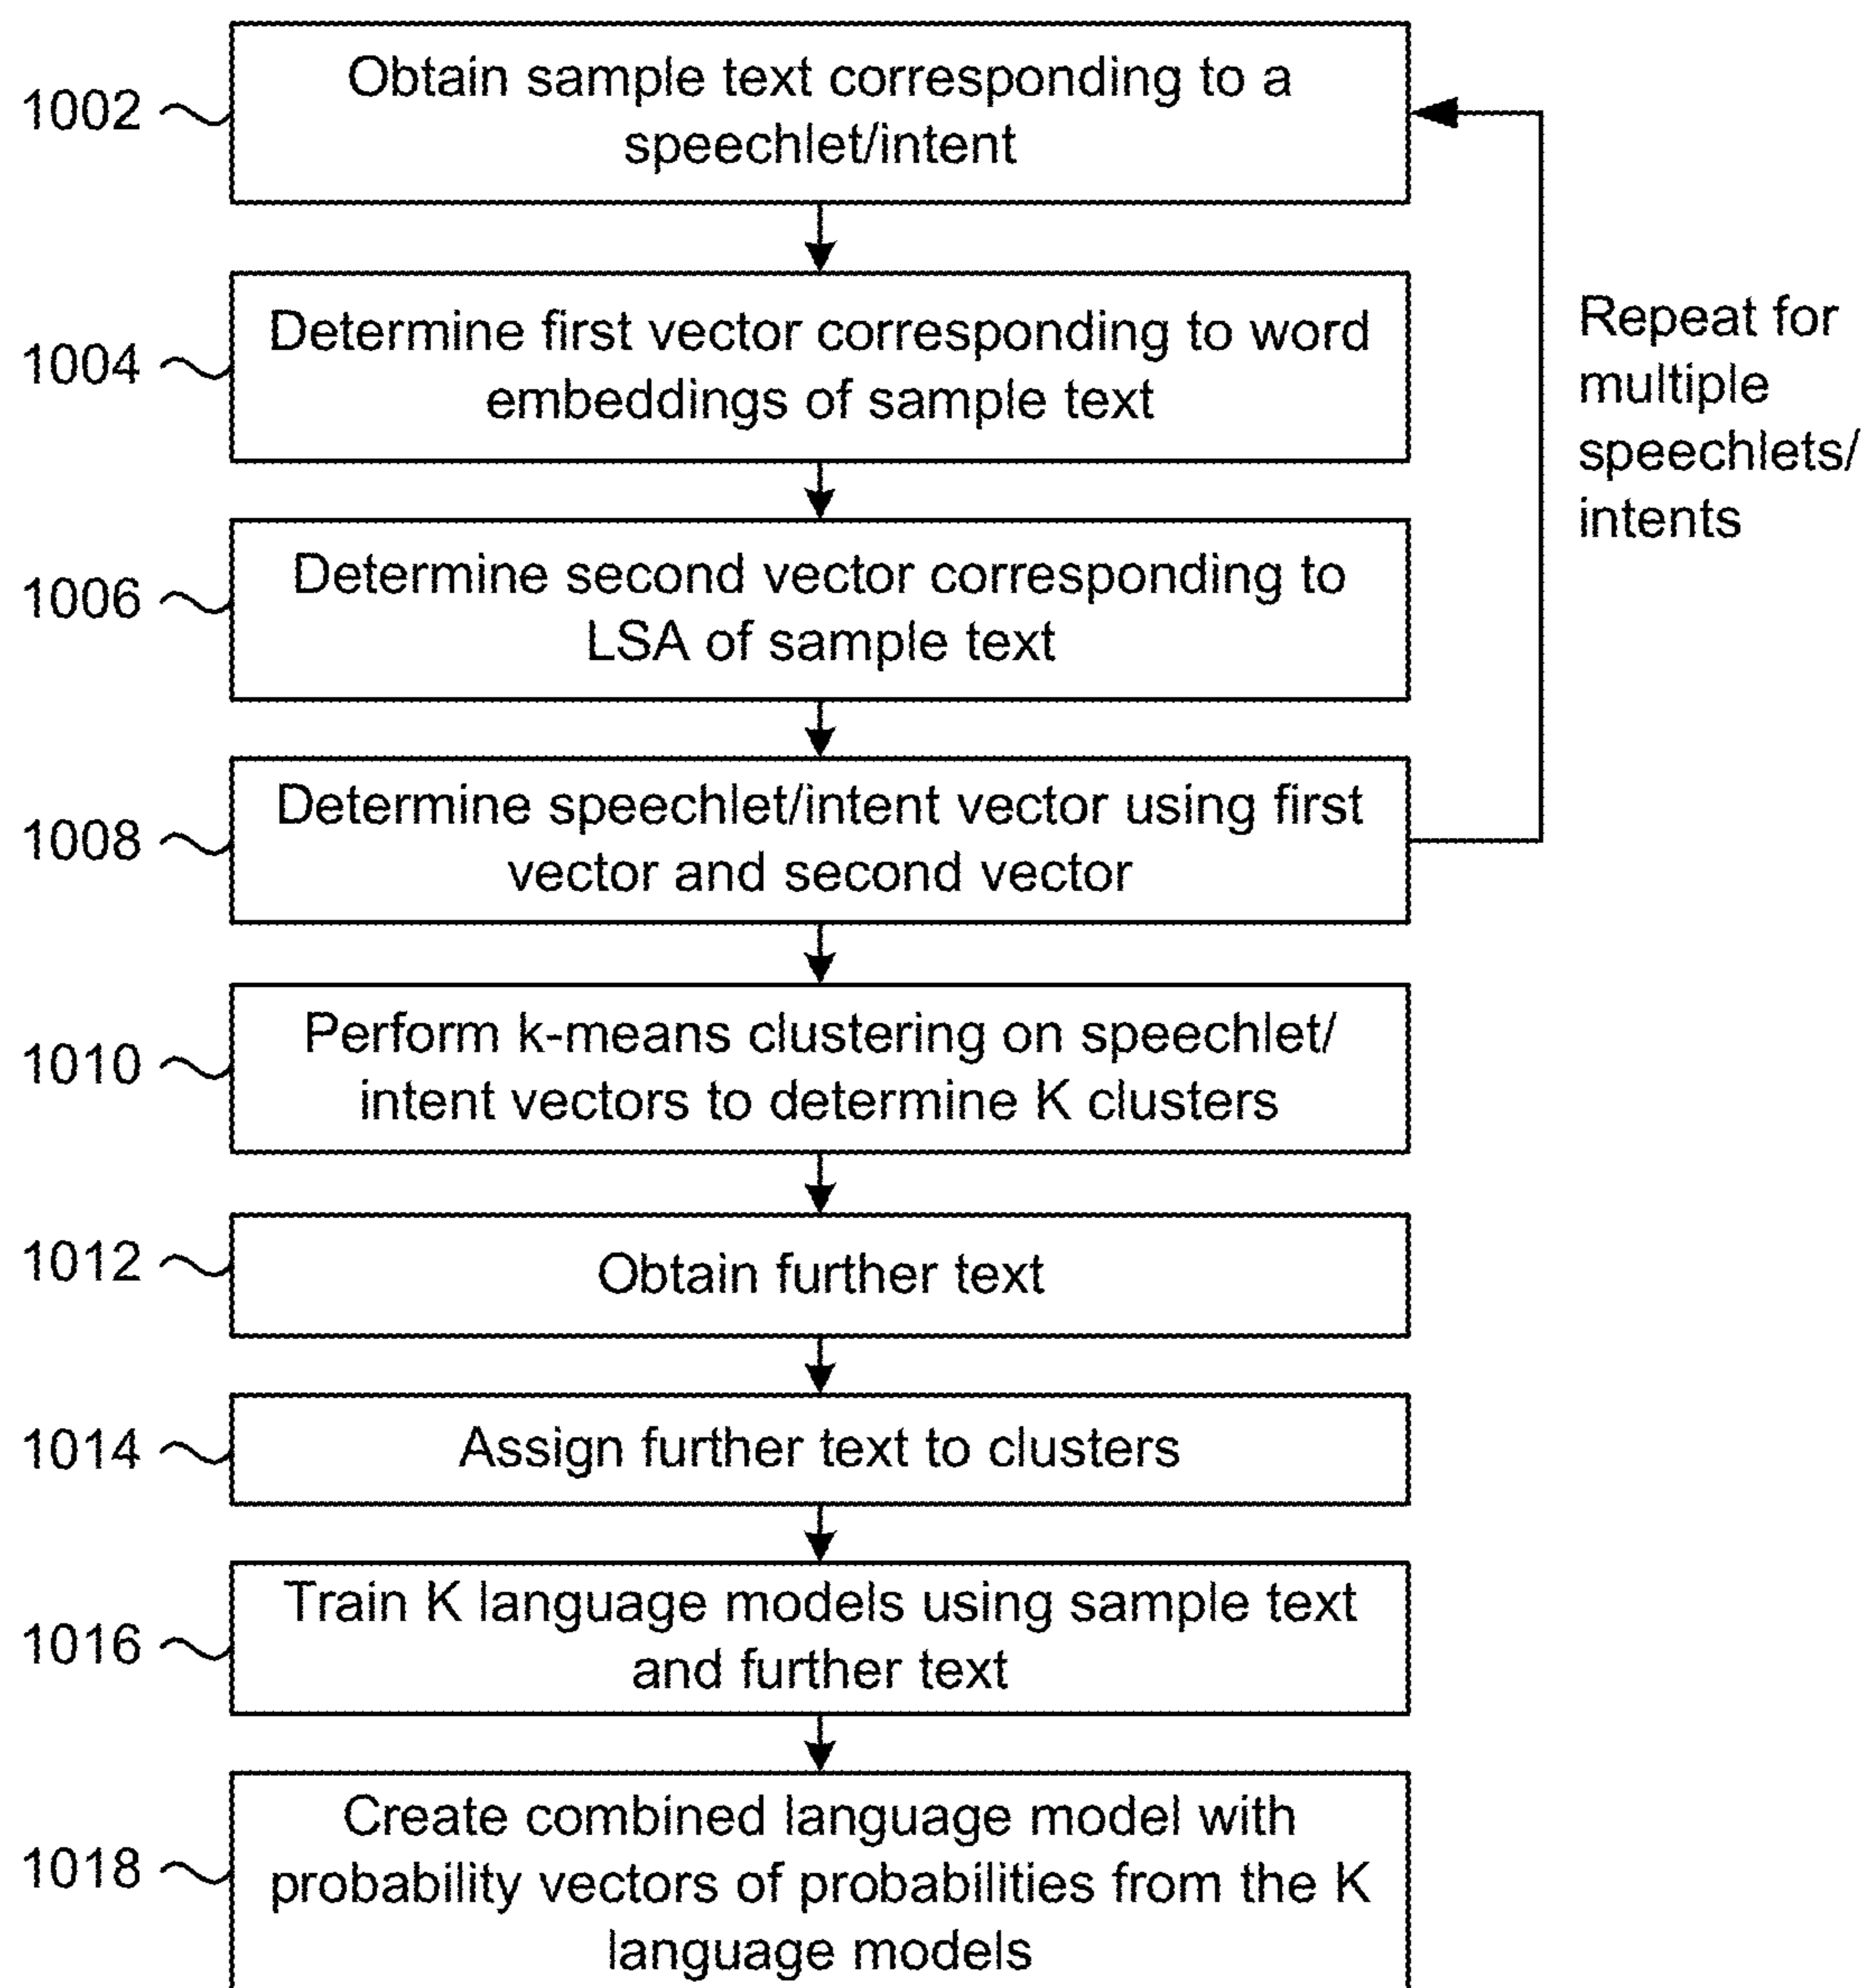 1002
Obtain sample text corresponding to a
speechlet/intent
1004
Determine first vector corresponding to word
embeddings of sample text
Repeat for
multiple
speechlets/
intents
1006
Determine second vector corresponding to
LSA of sample text
1008
Determine speechlet/intent vector using first
vector and second vector
1010
Perform k-means clustering on speechlet/
intent vectors to determine K clusters
1012
Obtain further text
1014
Assign further text to clusters
1016
Train K language models using sample text
and further text
1018
Create combined language model with
probability vectors of probabilities from the K
language models